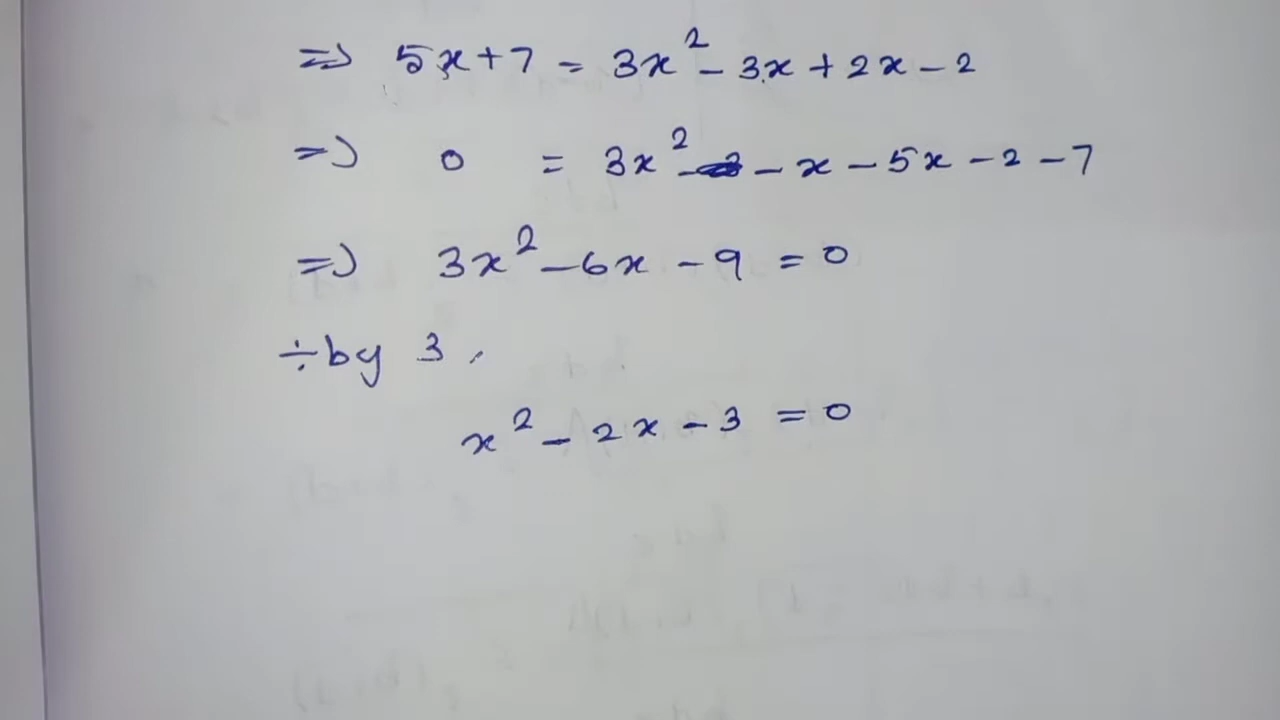 => 5x+7 = 3x² - 3x + 2x - 2
=> 0 = 3x² - x - 5x - 2 - 7
=> 3x² - 6x - 9 = 0
÷ by 3,
x² - 2x - 3 = 0